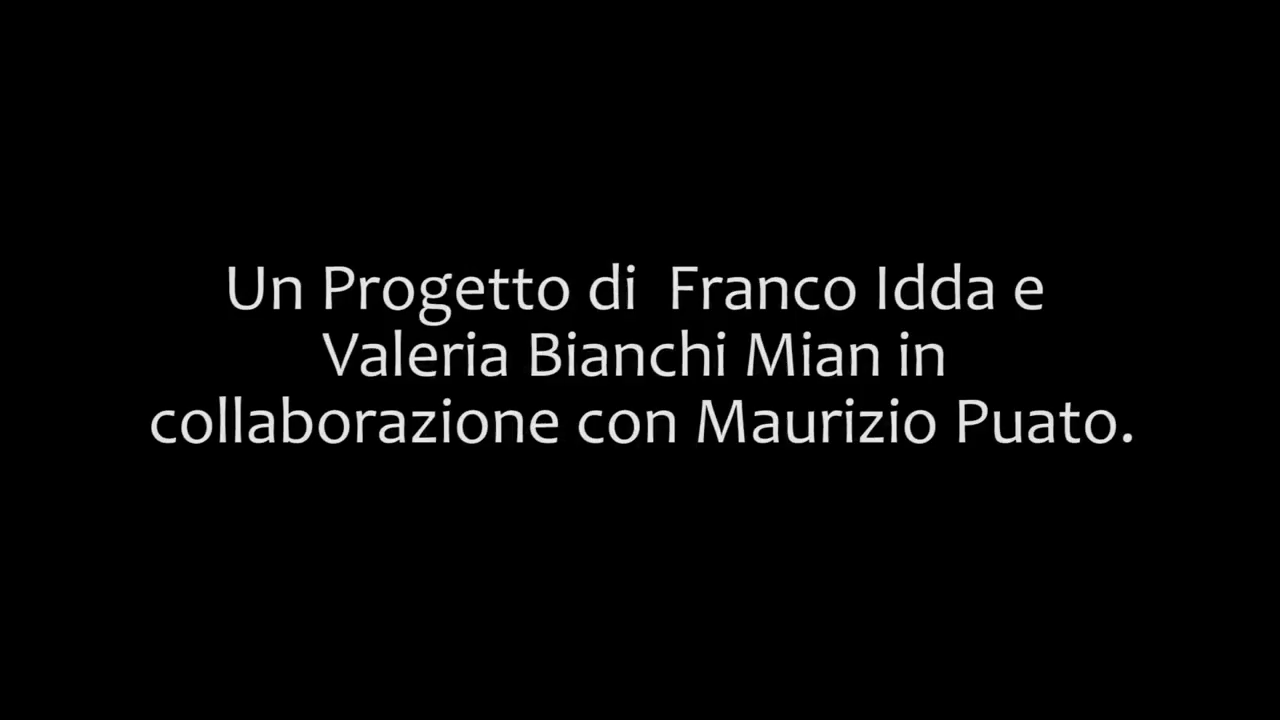 Un Progetto di  Franco Idda e
Valeria Bianchi Mian in
collaborazione con Maurizio Puato.